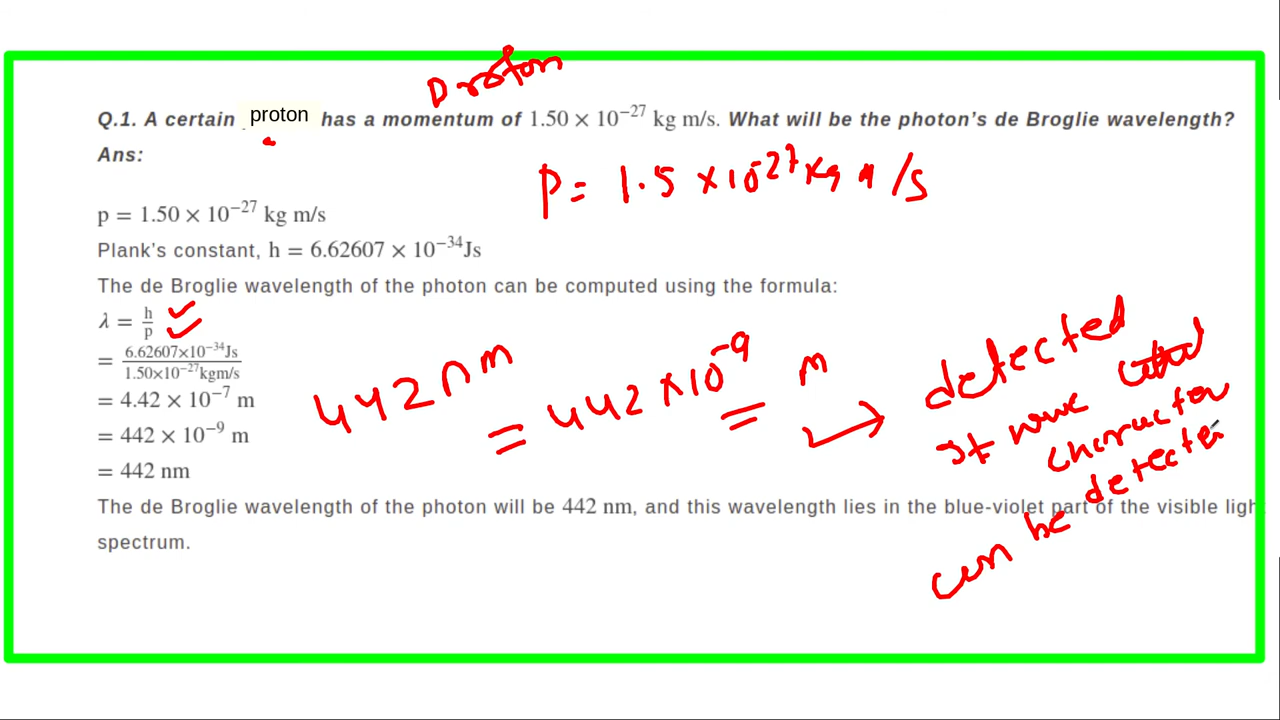 Proton
Q.1. A certain proton has a momentum of 1.50 × 10⁻²⁷ kg m/s. What will be the photon's de Broglie wavelength?
Ans:
P = 1.5 × 10⁻²⁷ kg m/s
p = 1.50 × 10⁻²⁷ kg m/s
Plank's constant, h = 6.62607 × 10⁻³⁴Js
The de Broglie wavelength of the photon can be computed using the formula:
λ = h/p
= 6.62607×10⁻³⁴Js / 1.50×10⁻²⁷kgm/s
= 4.42 × 10⁻⁷ m
= 442 × 10⁻⁹ m
= 442 nm
442 nm = 442 × 10⁻⁹ m
detected
It
character
can be detecte
The de Broglie wavelength of the photon will be 442 nm, and this wavelength lies in the blue-violet part of the visible ligh
spectrum.